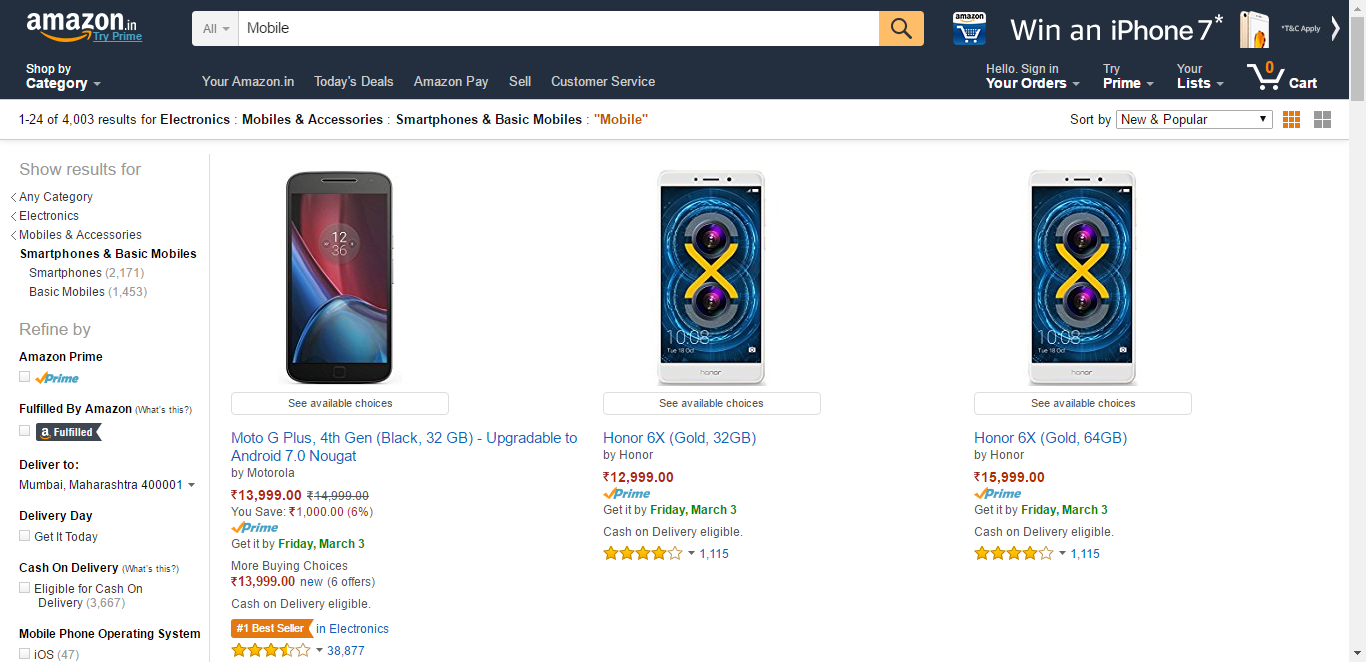 amazon.in
Try Prime
All
Mobile
amazon
Win an iPhone 7*
*T&C Apply
Shop by
Category
Your Amazon.in
Today's Deals
Amazon Pay
Sell
Customer Service
Hello. Sign in
Your Orders
Try
Prime
Your
Lists
0
Cart
1-24 of 4,003 results for Electronics : Mobiles & Accessories : Smartphones & Basic Mobiles : "Mobile"
Sort by New & Popular
Show results for
Any Category
Electronics
Mobiles & Accessories
Smartphones & Basic Mobiles
Smartphones (2,171)
Basic Mobiles (1,453)
Refine by
Amazon Prime
Prime
Fulfilled By Amazon (What's this?)
a Fulfilled
Deliver to:
Mumbai, Maharashtra 400001
Delivery Day
Get It Today
Cash On Delivery (What's this?)
Eligible for Cash On
Delivery (3,667)
Mobile Phone Operating System
iOS (47)
12
36
See available choices
Moto G Plus, 4th Gen (Black, 32 GB) - Upgradable to
Android 7.0 Nougat
by Motorola
₹13,999.00 ₹14,999.00
You Save: ₹1,000.00 (6%)
Prime
Get it by Friday, March 3
More Buying Choices
₹13,999.00 new (6 offers)
Cash on Delivery eligible.
#1 Best Seller in Electronics
38,877
10:08
Tue 18 Oct
honor
See available choices
Honor 6X (Gold, 32GB)
by Honor
₹12,999.00
Prime
Get it by Friday, March 3
Cash on Delivery eligible.
1,115
10:08
Tue 18 Oct
honor
See available choices
Honor 6X (Gold, 64GB)
by Honor
₹15,999.00
Prime
Get it by Friday, March 3
Cash on Delivery eligible.
1,115